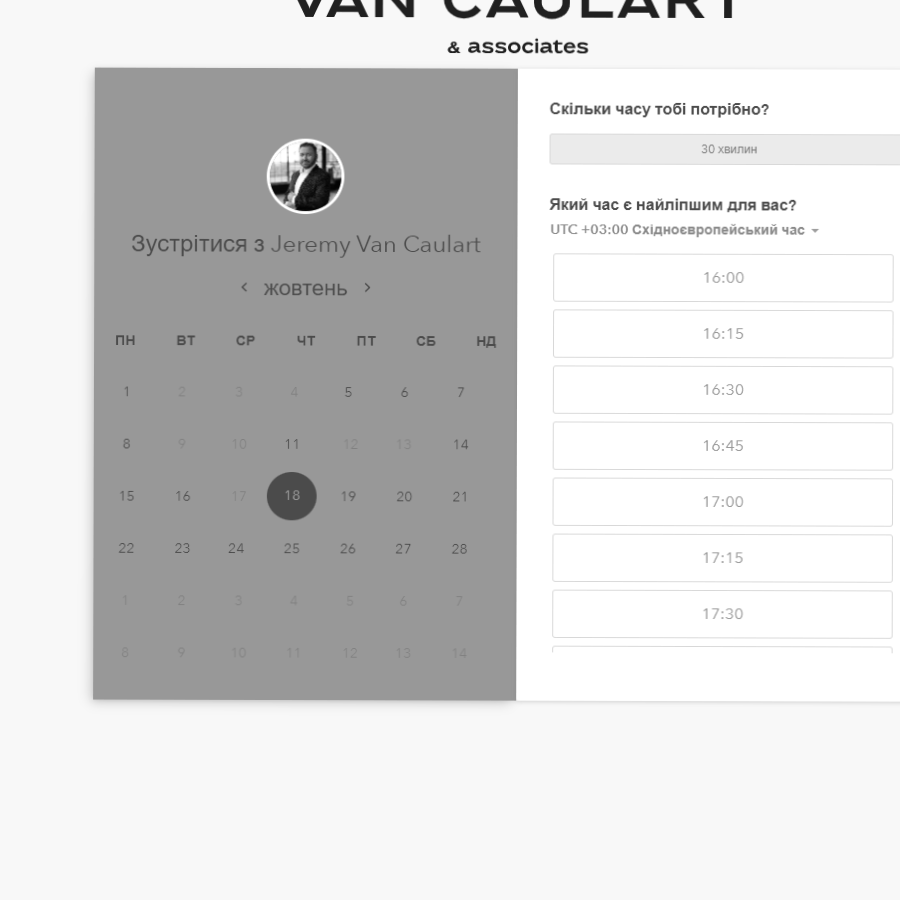 VAN CAULART
& associates
Зустрітися з Jeremy Van Caulart
жовтень
ПН ВТ СР ЧТ ПТ СБ НД
1 2 3 4 5 6 7
8 9 10 11 12 13 14
15 16 17 18 19 20 21
22 23 24 25 26 27 28
1 2 3 4 5 6 7
8 9 10 11 12 13 14
Скільки часу тобі потрібно?
30 хвилин
Який час є найліпшим для вас?
UTC +03:00 Східноєвропейський час
16:00
16:15
16:30
16:45
17:00
17:15
17:30